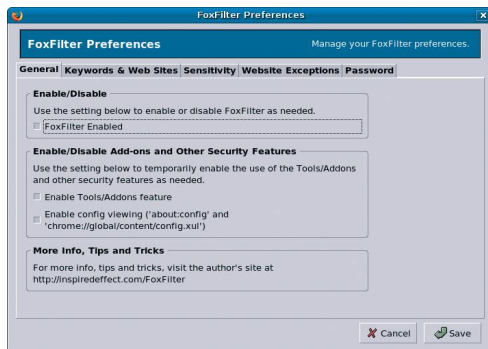 FoxFilter Preferences
FoxFilter Preferences
Manage your FoxFilter preferences.
General Keywords & Web Sites Sensitivity Website Exceptions Password
Enable/Disable
Use the setting below to enable or disable FoxFilter as needed.
FoxFilter Enabled
Enable/Disable Add-ons and Other Security Features
Use the setting below to temporarily enable the use of the Tools/Addons
and other security features as needed.
Enable Tools/Addons feature
Enable config viewing ('about:config' and
'chrome://global/content/config.xul')
More Info, Tips and Tricks
For more info, tips and tricks, visit the author's site at
http://inspiredeffect.com/FoxFilter
Cancel Save